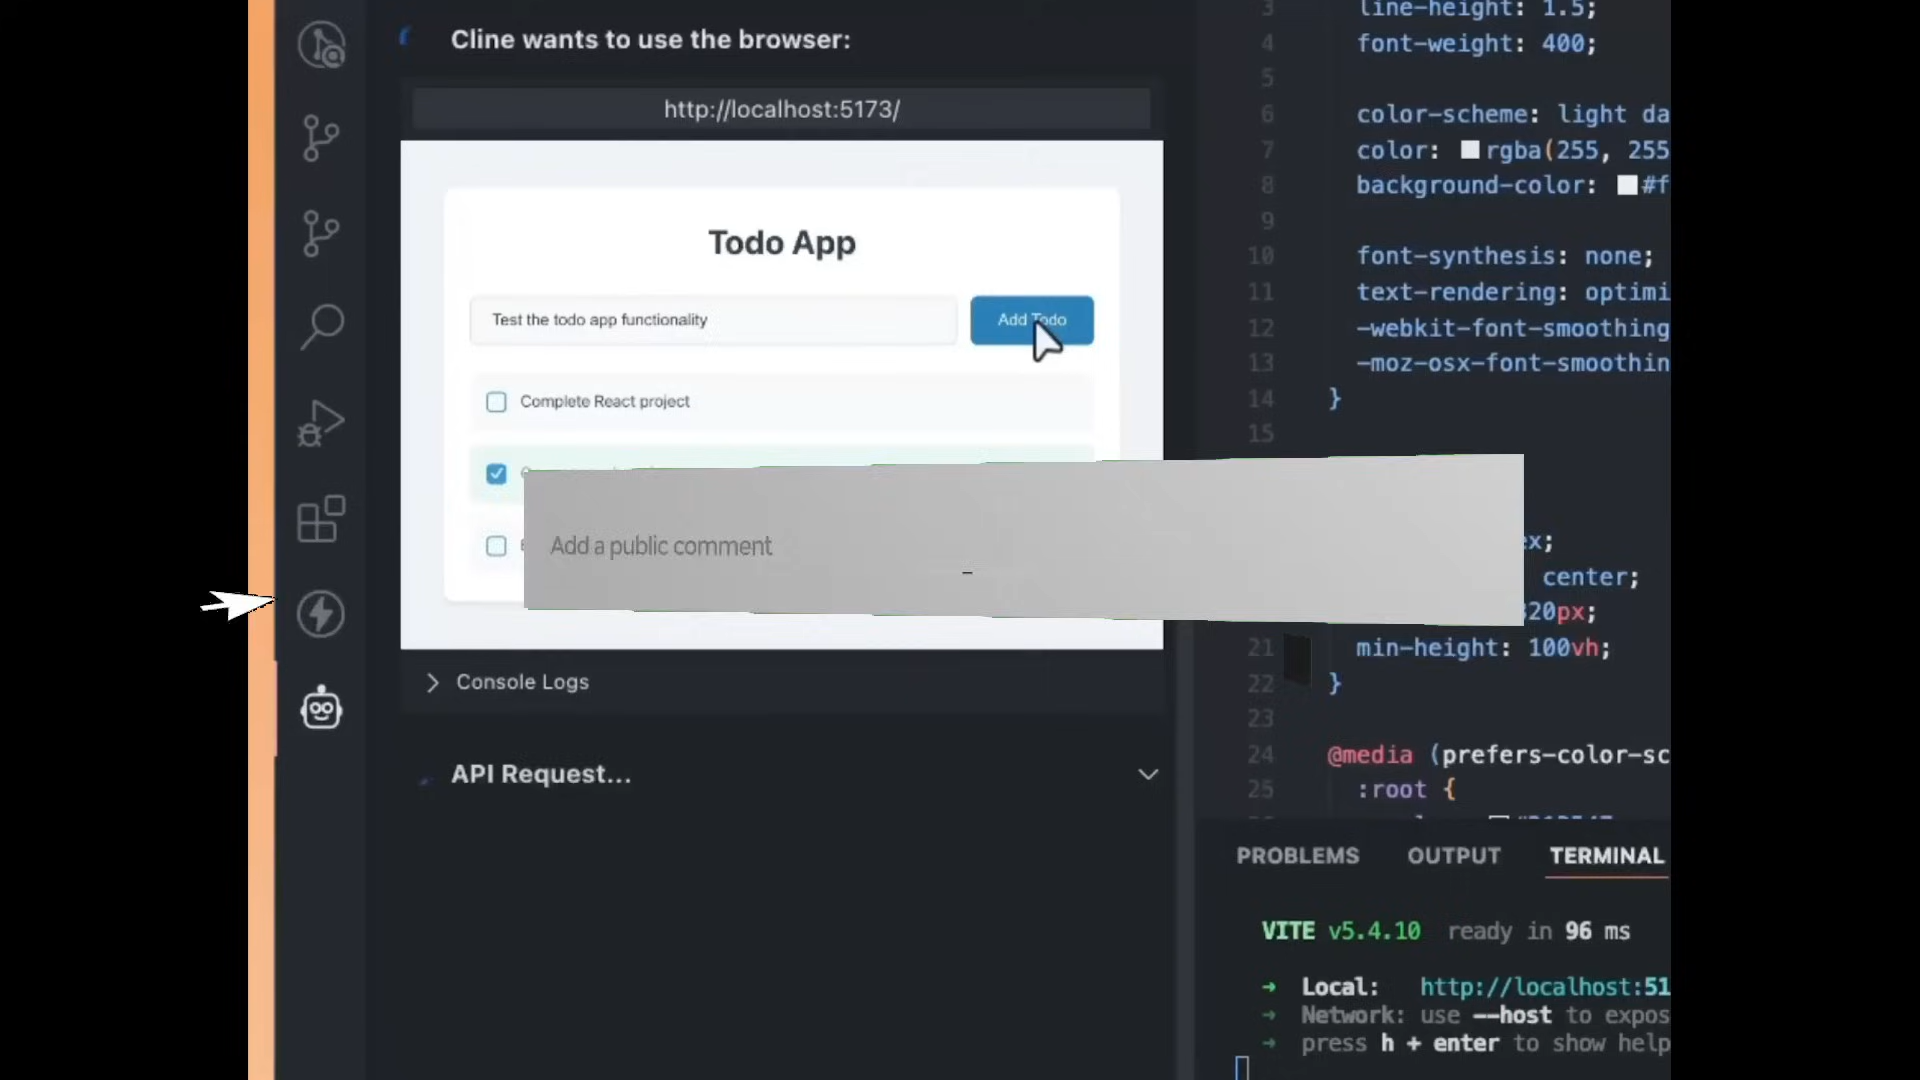 Cline wants to use the browser:
http://localhost:5173/
Todo App
Test the todo app functionality
Add Todo
Complete React project
Add a public comment
Console Logs
API Request...
3 line-height: 1.5;
4 font-weight: 400;
5
6 color-scheme: light da
7 color: rgba(255, 255
8 background-color: #f
9
10 font-synthesis: none;
11 text-rendering: optimi
12 -webkit-font-smoothing
13 -moz-osx-font-smoothin
14 }
15
ex;
center;
320px;
21 min-height: 100vh;
22 }
23
24 @media (prefers-color-sc
25 :root {
PROBLEMS OUTPUT TERMINAL
VITE v5.4.10 ready in 96 ms
➜ Local: http://localhost:51
➜ Network: use --host to expos
➜ press h + enter to show help